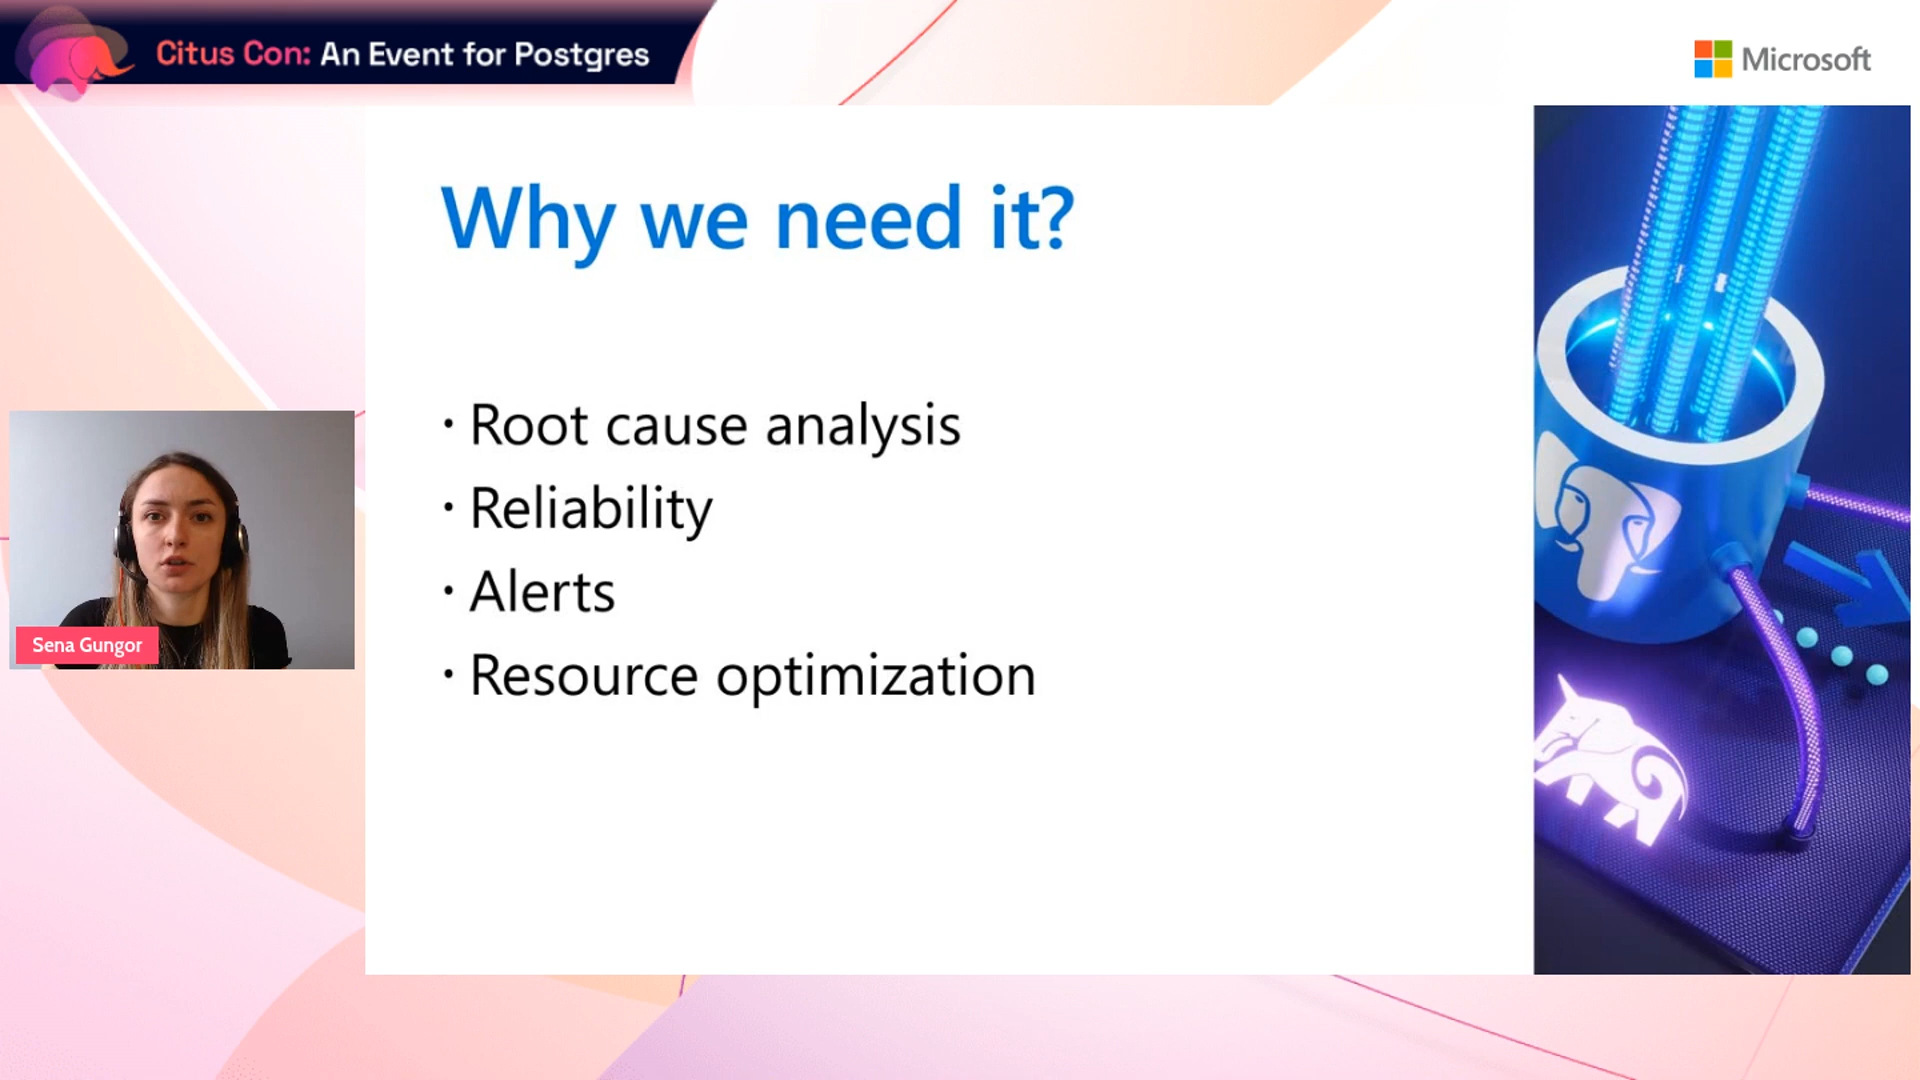 Citus Con: An Event for Postgres
Microsoft
Why we need it?
· Root cause analysis
· Reliability
· Alerts
· Resource optimization
Sena Gungor